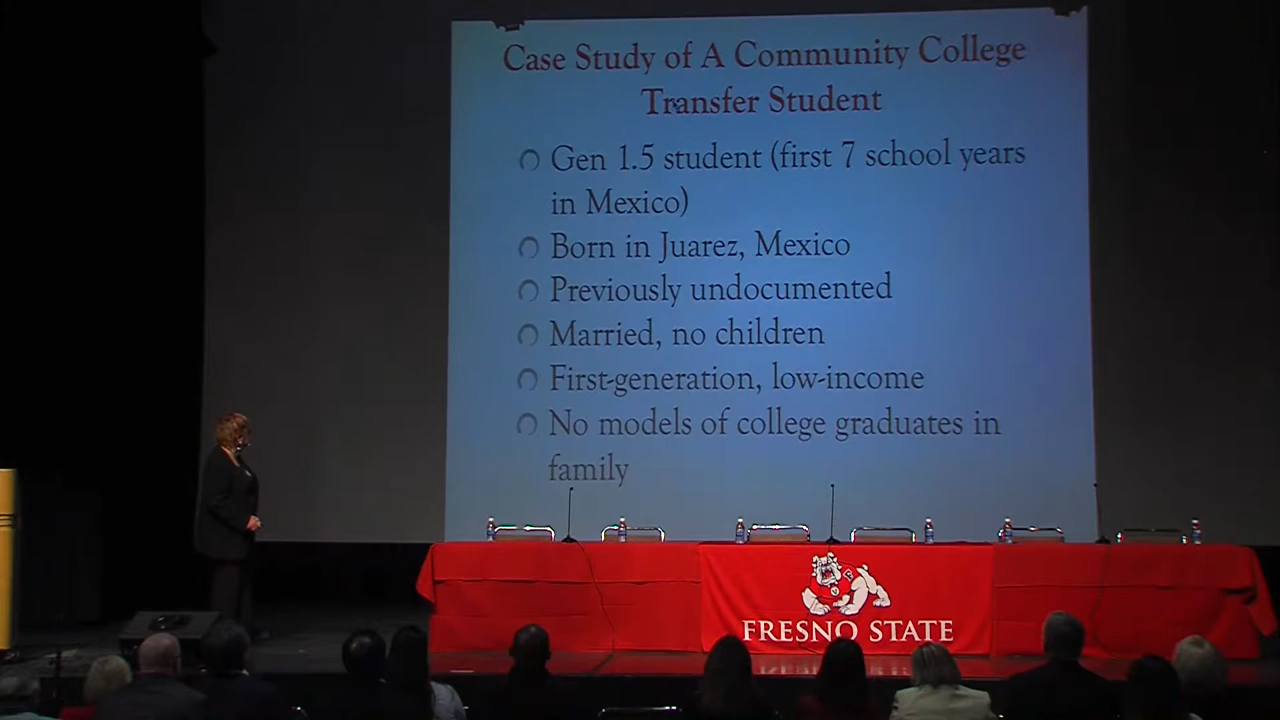 Case Study of A Community College
Transfer Student
Gen 1.5 student (first 7 school years
in Mexico)
Born in Juarez, Mexico
Previously undocumented
Married, no children
First-generation, low-income
No models of college graduates in
family
FRESNO STATE